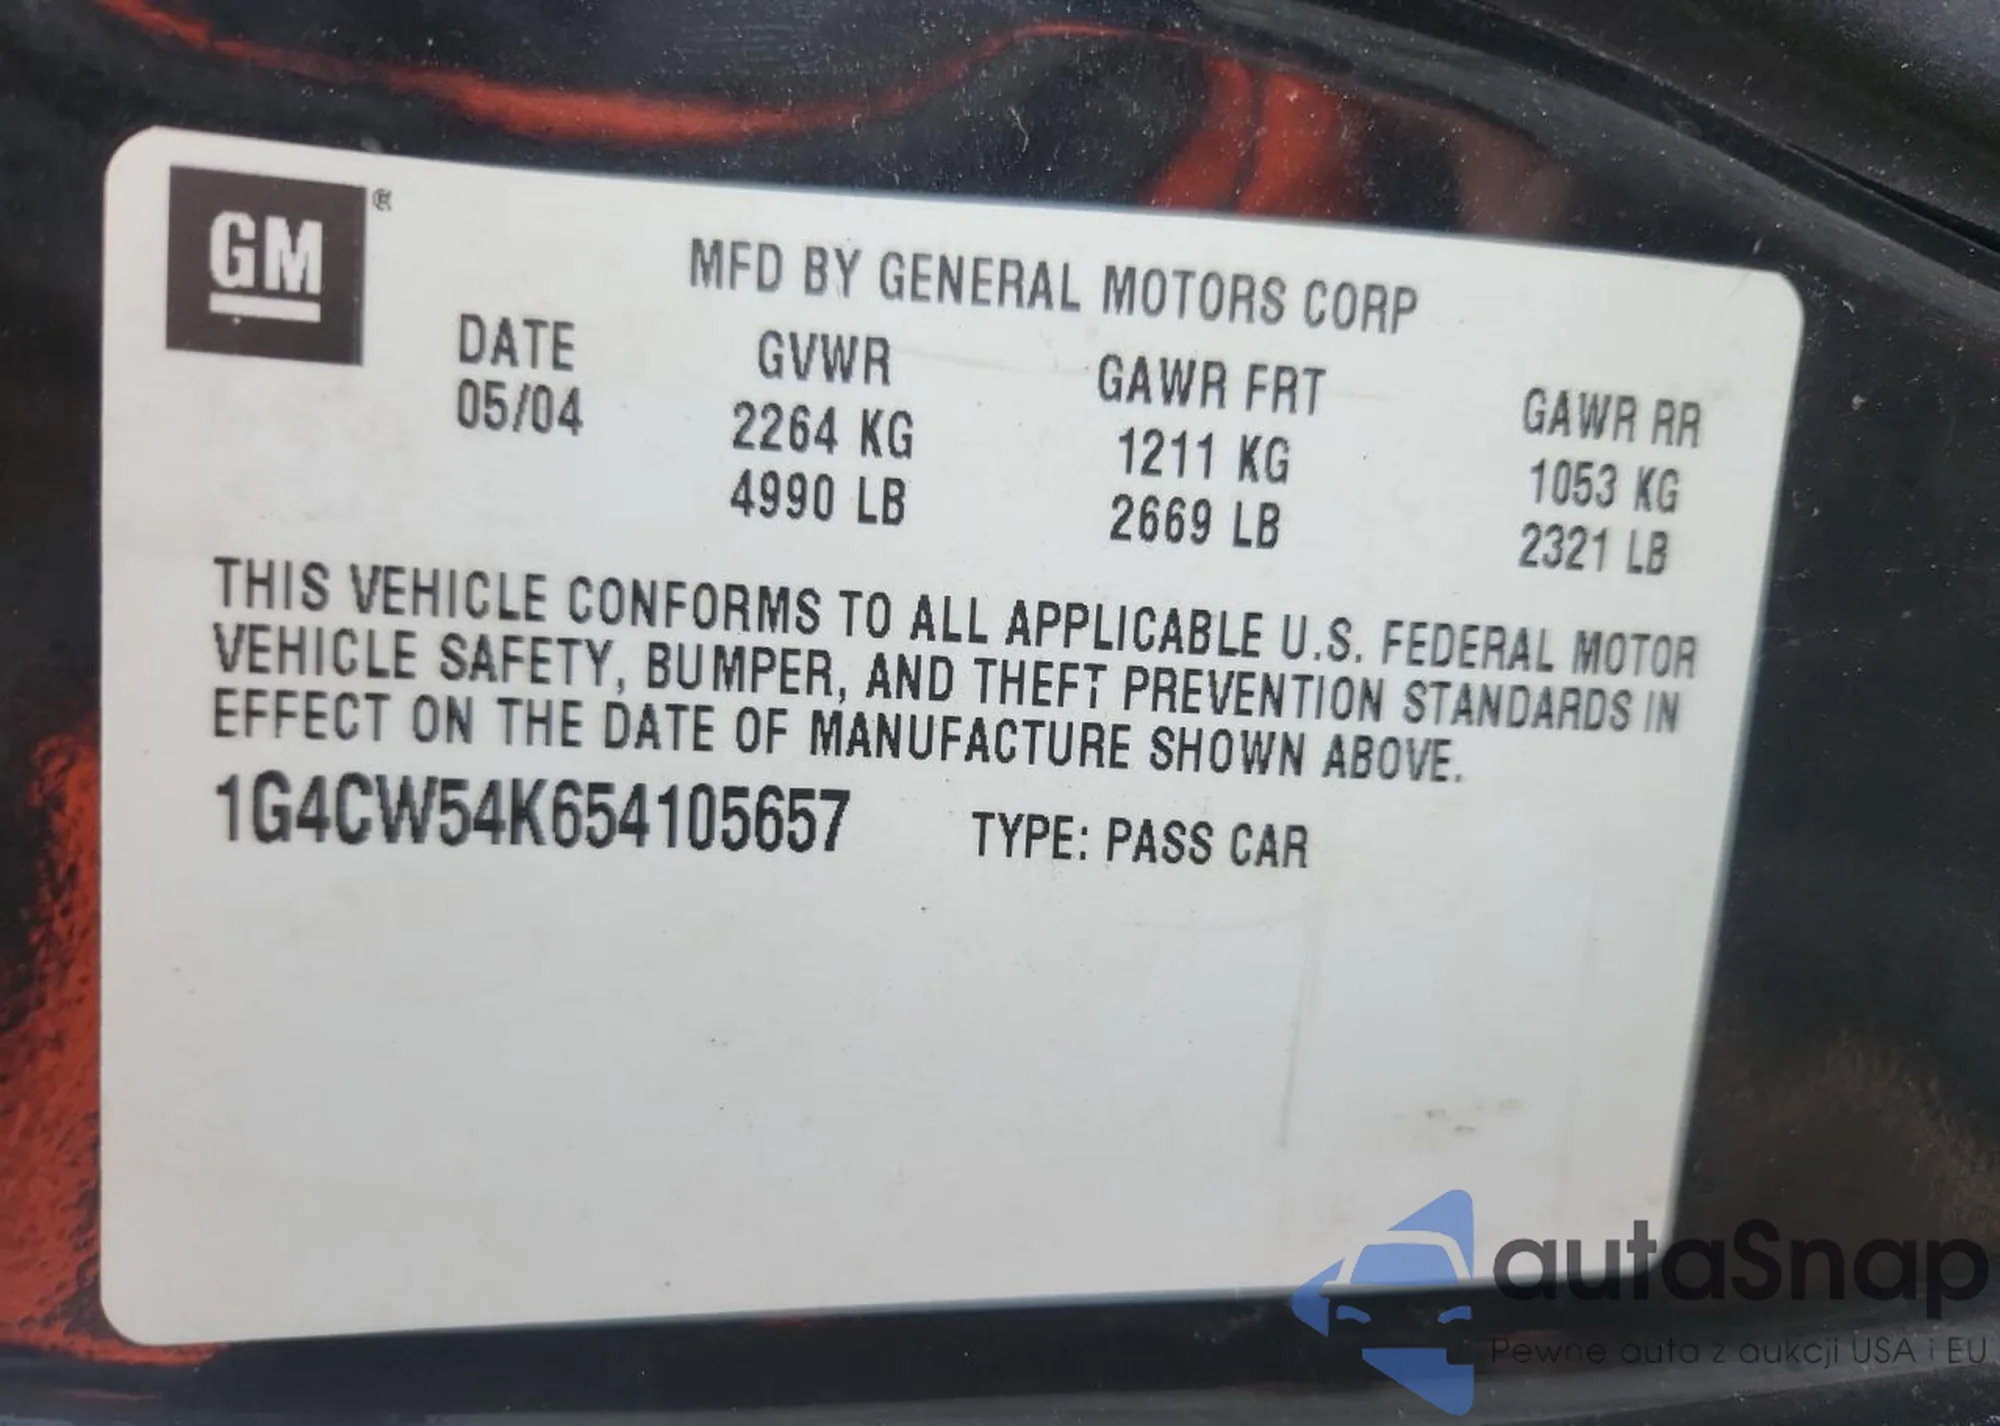 GM®
MFD BY GENERAL MOTORS CORP
DATE GVWR GAWR FRT GAWR RR
05/04 2264 KG 1211 KG 1053 KG
4990 LB 2669 LB 2321 LB
THIS VEHICLE CONFORMS TO ALL APPLICABLE U.S. FEDERAL MOTOR
VEHICLE SAFETY, BUMPER, AND THEFT PREVENTION STANDARDS IN
EFFECT ON THE DATE OF MANUFACTURE SHOWN ABOVE.
1G4CW54K654105657 TYPE: PASS CAR
autaSnap
Pewne auta z aukcji USA i EU